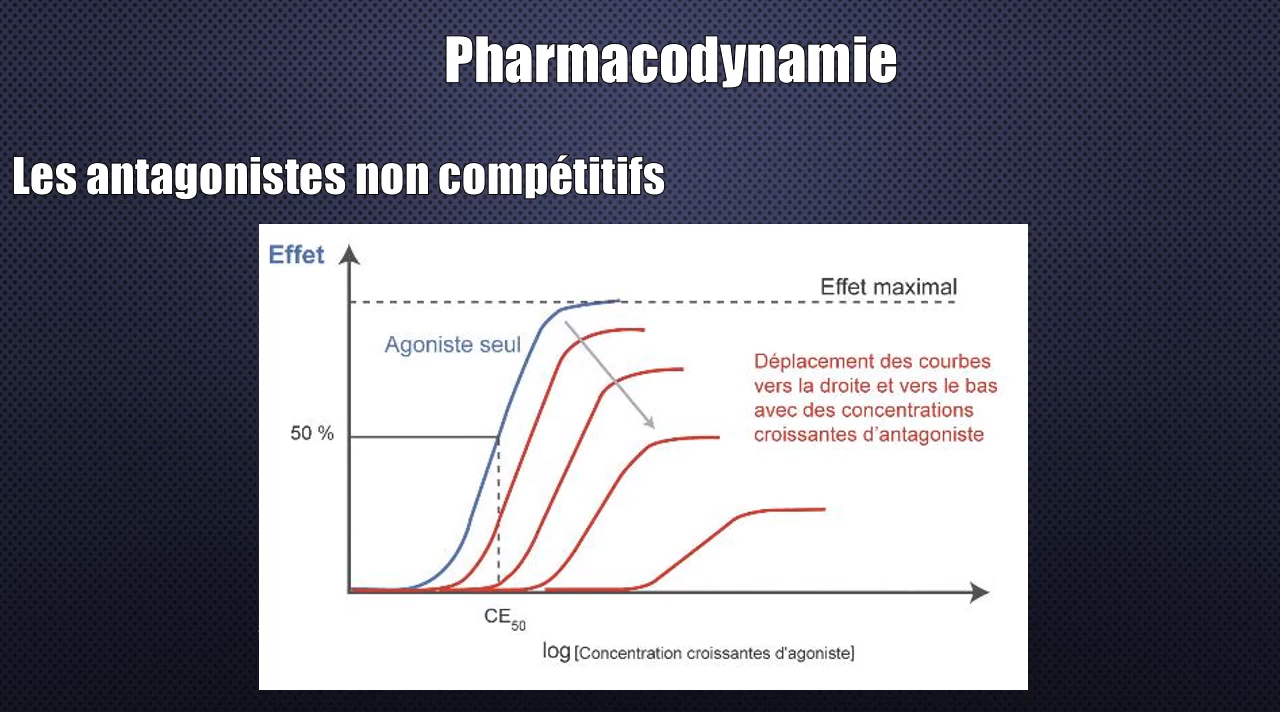 Pharmacodynamie
Les antagonistes non compétitifs
Effet
Effet maximal
Agoniste seul
Déplacement des courbes
vers la droite et vers le bas
avec des concentrations
croissantes d'antagoniste
50 %
CE50
log [Concentration croissantes d'agoniste]